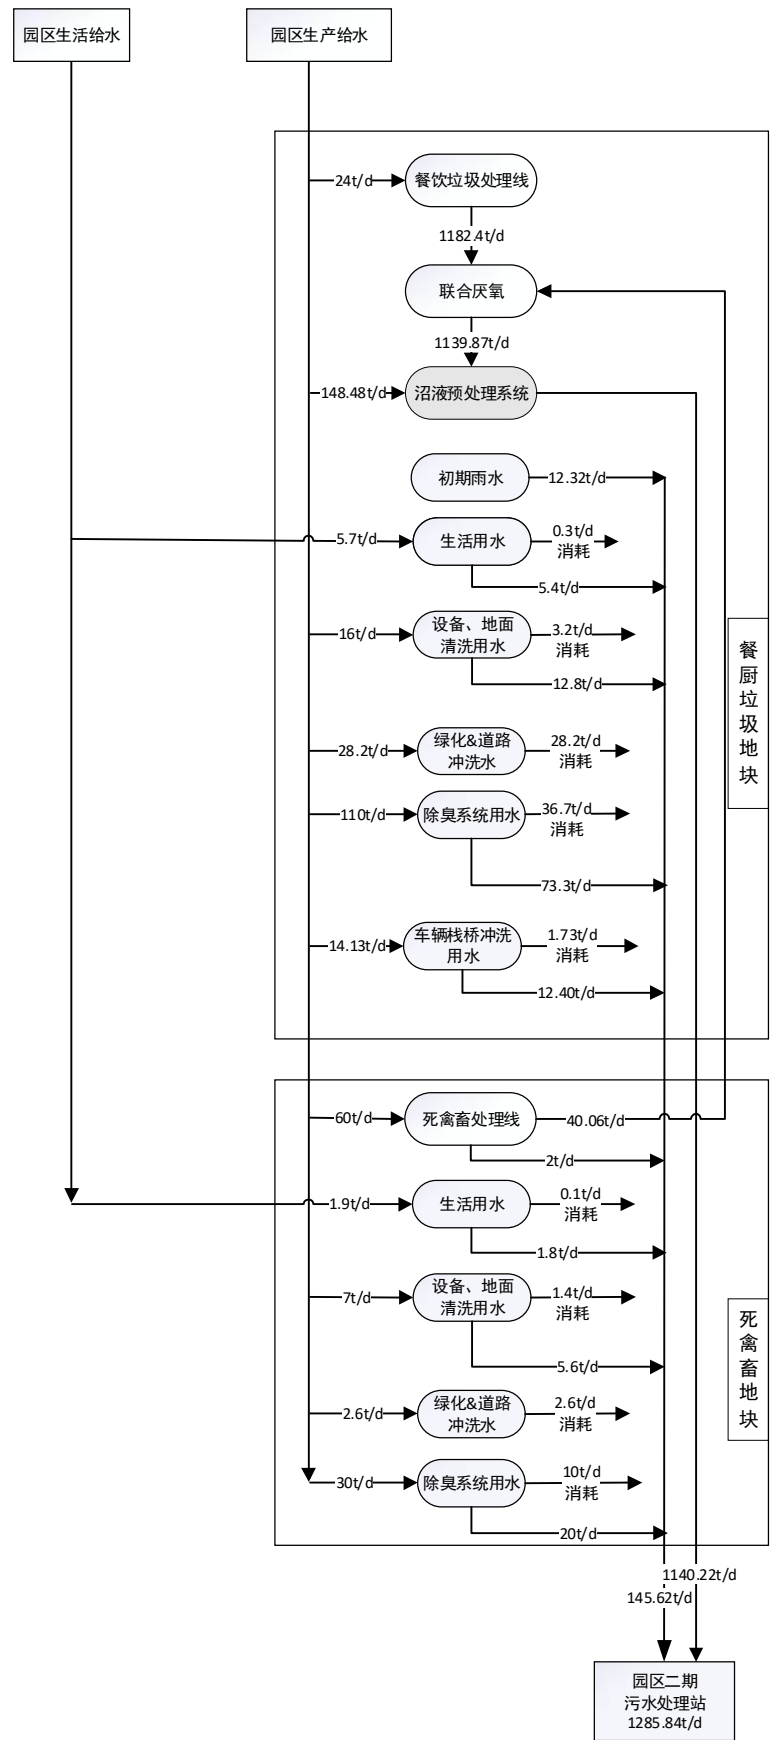 园区生活给水
园区生产给水
24t/d
餐饮垃圾处理线
1182.4t/d
联合厌氧
1139.87t/d
148.48t/d
沼液预处理系统
初期雨水
12.32t/d
5.7t/d
生活用水
0.3t/d
消耗
5.4t/d
16t/d
设备、地面
清洗用水
3.2t/d
消耗
12.8t/d
餐厨垃圾地块
28.2t/d
绿化&道路
冲洗水
28.2t/d
消耗
110t/d
除臭系统用水
36.7t/d
消耗
73.3t/d
14.13t/d
车辆栈桥冲洗
用水
1.73t/d
消耗
12.40t/d
60t/d
死禽畜处理线
40.06t/d
2t/d
1.9t/d
生活用水
0.1t/d
消耗
1.8t/d
7t/d
设备、地面
清洗用水
1.4t/d
消耗
5.6t/d
死禽畜地块
2.6t/d
绿化&道路
冲洗水
2.6t/d
消耗
30t/d
除臭系统用水
10t/d
消耗
20t/d
1140.22t/d
145.62t/d
园区二期
污水处理站
1285.84t/d